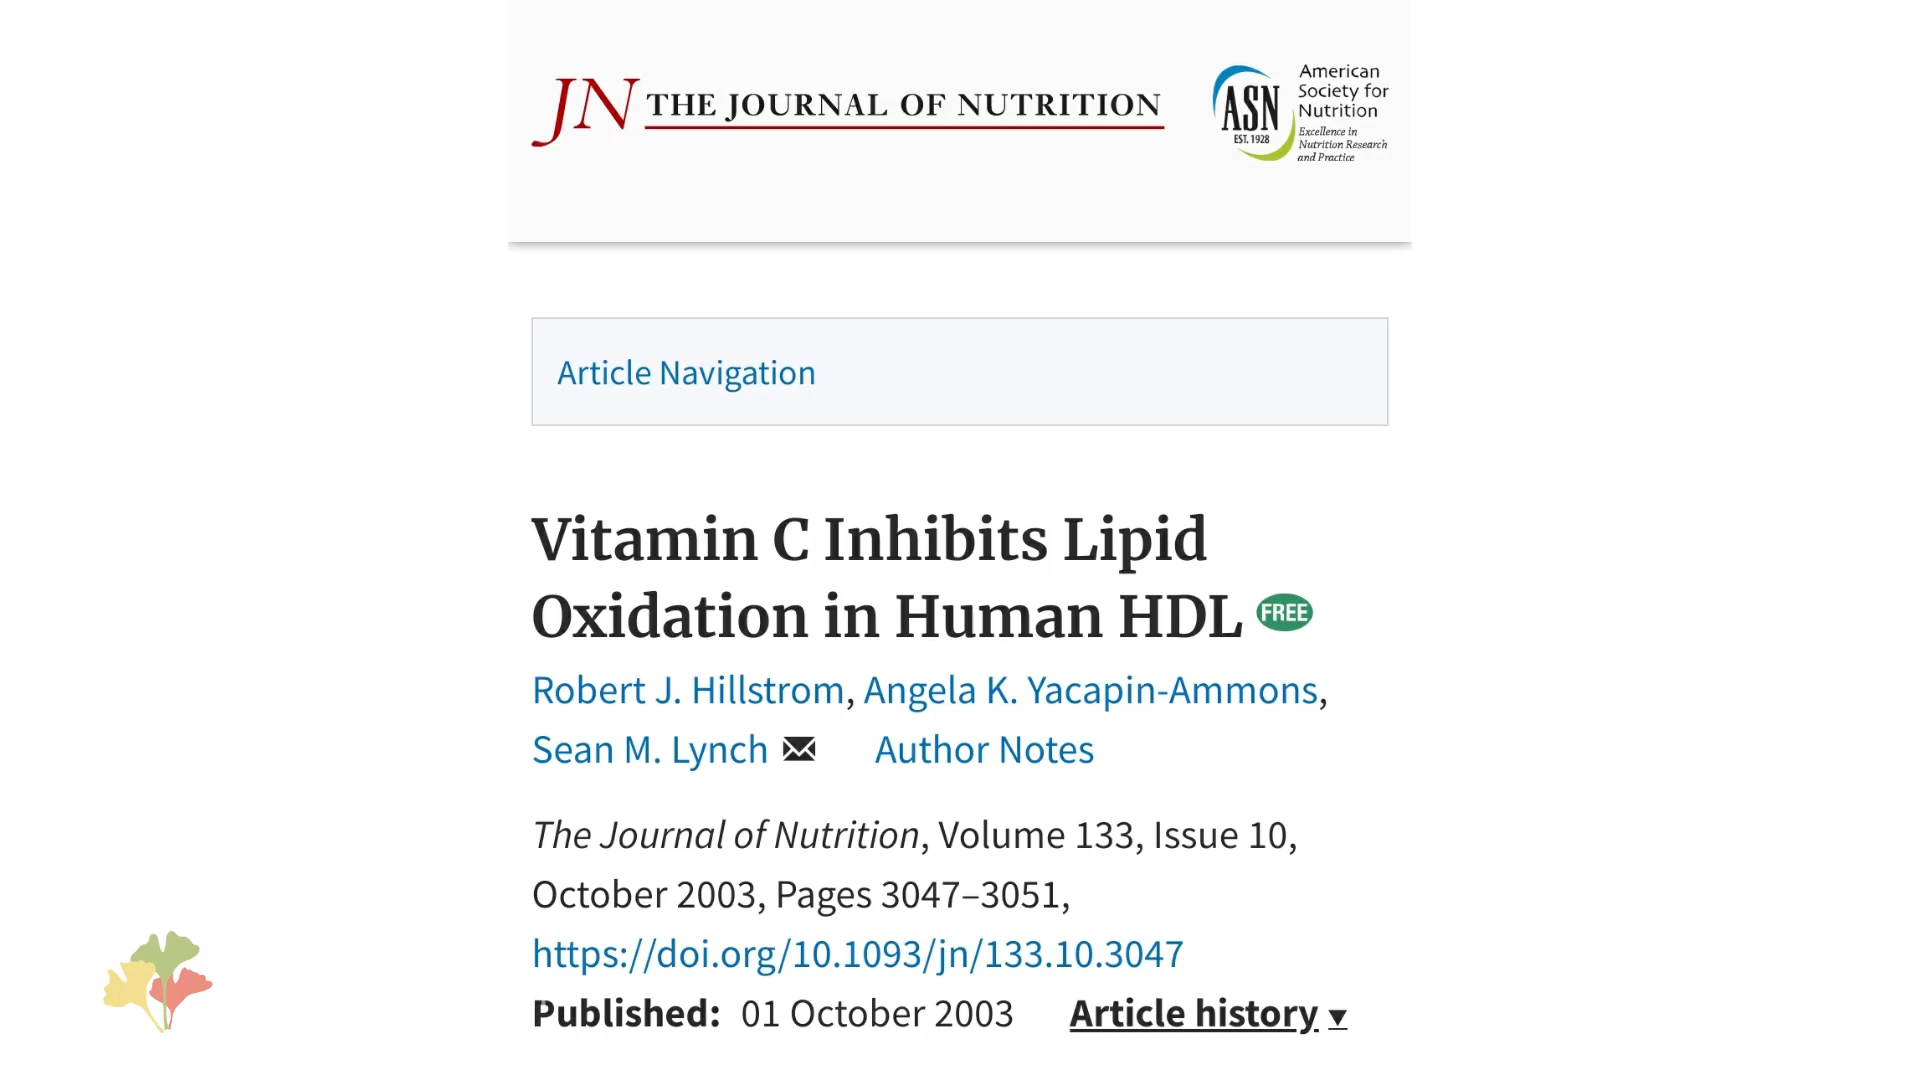 JN THE JOURNAL OF NUTRITION
ASN
EST. 1928
American
Society for
Nutrition
Excellence in
Nutrition Research
and Practice
Article Navigation
Vitamin C Inhibits Lipid
Oxidation in Human HDL FREE
Robert J. Hillstrom, Angela K. Yacapin-Ammons,
Sean M. Lynch Author Notes
The Journal of Nutrition, Volume 133, Issue 10,
October 2003, Pages 3047–3051,
https://doi.org/10.1093/jn/133.10.3047
Published: 01 October 2003 Article history ▼